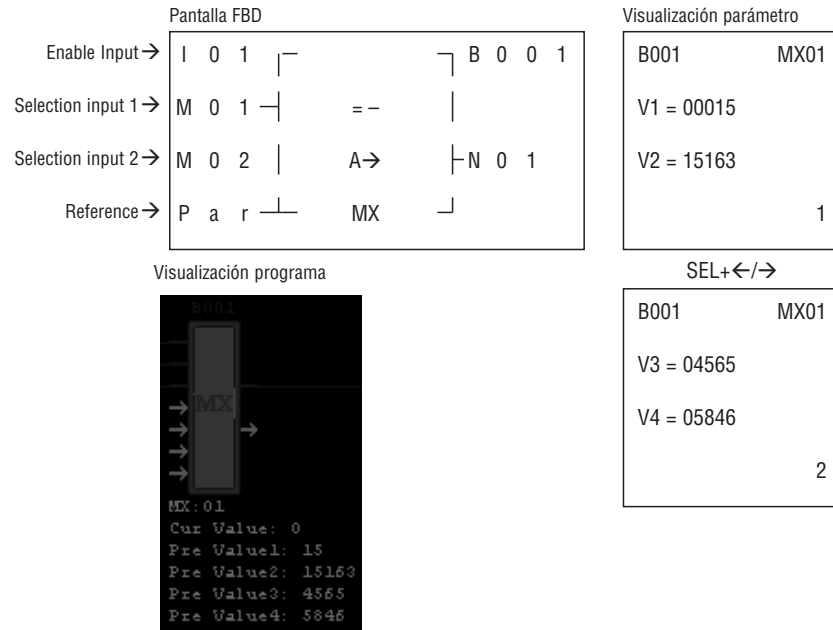 Pantalla FBD
Enable Input→ I 0 1 B 0 0 1
Selection input 1→ M 0 1 = –
Selection input 2→ M 0 2 A→ N 0 1
Reference→ P a r MX
Visualización parámetro
B001 MX01
V1 = 00015
V2 = 15163
1
SEL+←/→
B001 MX01
V3 = 04565
V4 = 05846
2
Visualización programa
B001
MX
MX:01
Cur Value: 0
Pre Value1: 15
Pre Value2: 15163
Pre Value3: 4565
Pre Value4: 5846